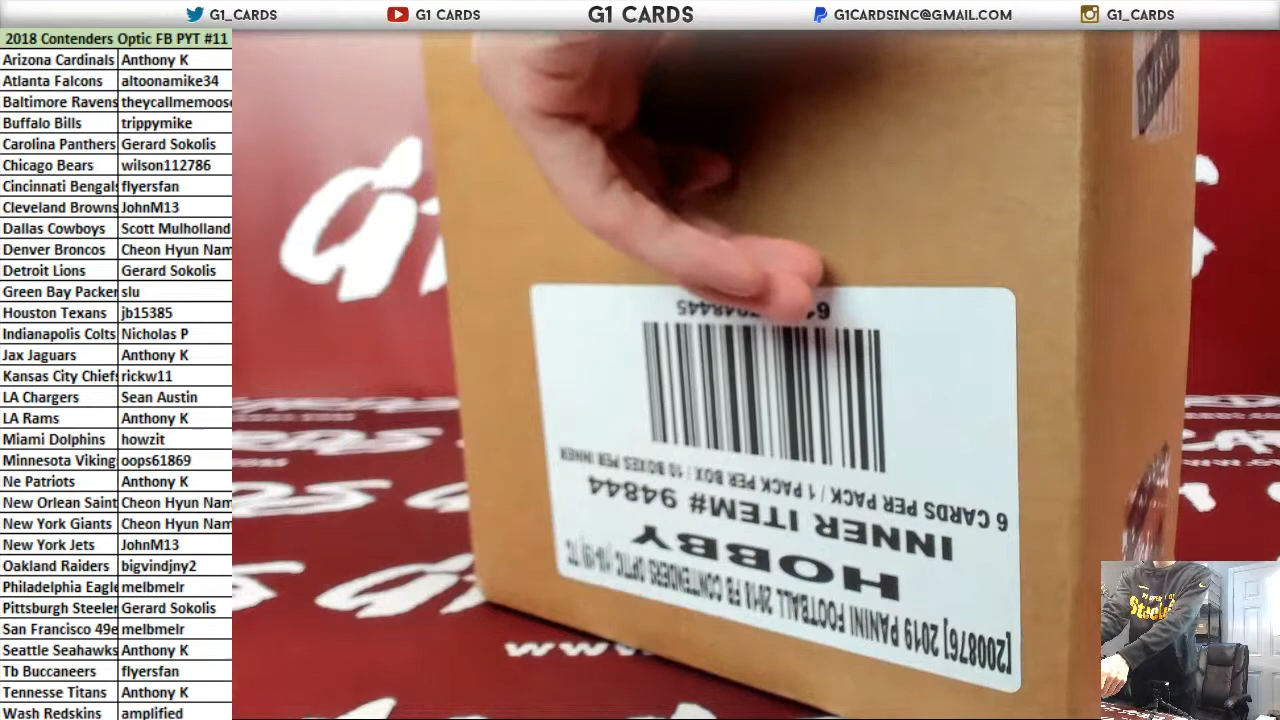 G1_CARDS
G1 CARDS
G1 CARDS
G1CARDSINC@GMAIL.COM
G1_CARDS
2018 Contenders Optic FB PYT #11
Arizona Cardinals Anthony K
Atlanta Falcons altoonamike34
Baltimore Ravens theycallmemoose
Buffalo Bills trippymike
Carolina Panthers Gerard Sokolis
Chicago Bears wilson112786
Cincinnati Bengals flyersfan
Cleveland Browns JohnM13
Dallas Cowboys Scott Mulholland
Denver Broncos Cheon Hyun Nam
Detroit Lions Gerard Sokolis
Green Bay Packer slu
Houston Texans jb15385
Indianapolis Colts Nicholas P
Jax Jaguars Anthony K
Kansas City Chiefs rickw11
LA Chargers Sean Austin
LA Rams Anthony K
Miami Dolphins howzit
Minnesota Viking oops61869
Ne Patriots Anthony K
New Orlean Saint Cheon Hyun Nam
New York Giants Cheon Hyun Nam
New York Jets JohnM13
Oakland Raiders bigvindjny2
Philadelphia Eagle melbmelr
Pittsburgh Steeler Gerard Sokolis
San Francisco 49e melbmelr
Seattle Seahawks Anthony K
Tb Buccaneers flyersfan
Tennesse Titans Anthony K
Wash Redskins amplified
[200876] 2019 PANINI FOOTBALL 2018 FB CONTENDERS OPTIC (18-19) TC
HOBBY
INNER ITEM# 94844
6 CARDS PER PACK / 1 PACK PER BOX / 10 BOXES PER INNER
www
Steelers